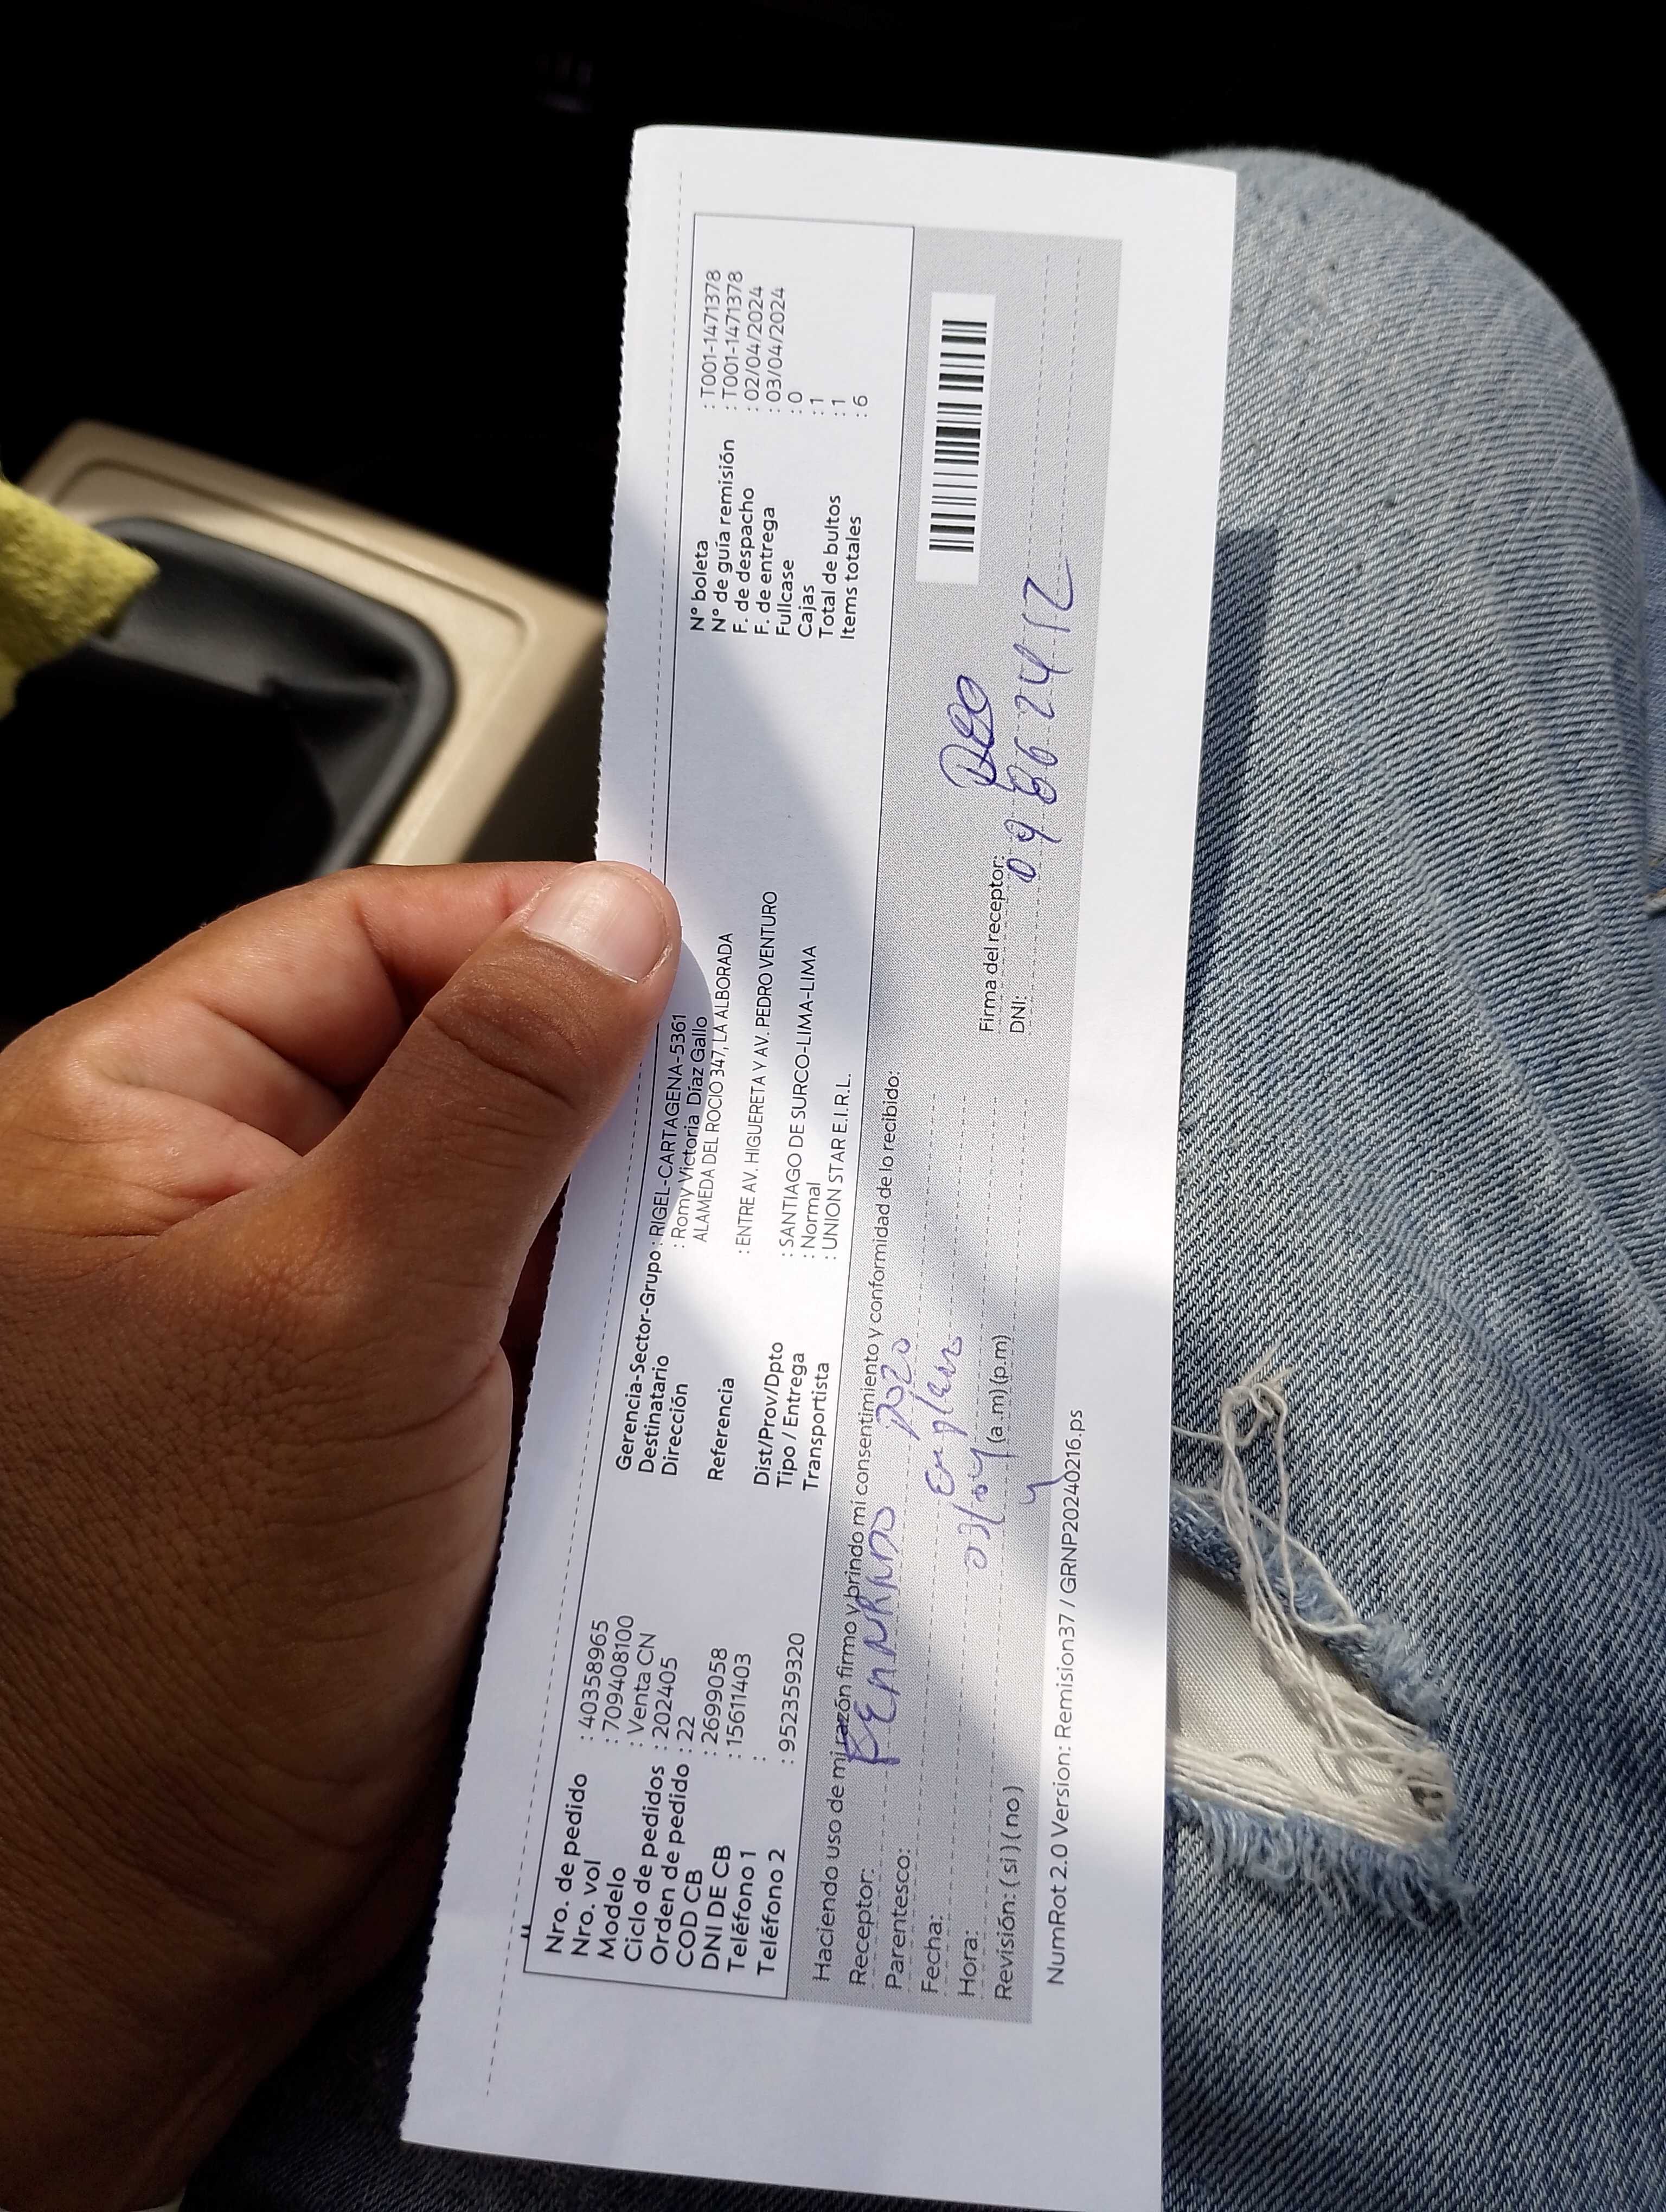 Nro. de pedido : 40358965
Nro. vol : 709408100
Modelo : Venta CN
Ciclo de pedidos : 202405
Orden de pedido : 22
COD CB : 2699058
DNI DE CB : 15611403
Teléfono 1 :
Teléfono 2 : 952359320
Gerencia-Sector-Grupo : RIGEL-CARTAGENA-5361
Destinatario : Romy Victoria Díaz Gallo
Dirección ALAMEDA DEL ROCIO 347, LA ALBORADA
Referencia : ENTRE AV. HIGUERETA Y AV. PEDRO VENTURO
Dist/Prov/Dpto : SANTIAGO DE SURCO-LIMA-LIMA
Tipo / Entrega : Normal
Transportista : UNION STAR E.I.R.L.
N° boleta : T001-1471378
N° de guía remisión : T001-1471378
F. de despacho : 02/04/2024
F. de entrega : 03/04/2024
Fullcase : 0
Cajas : 1
Total de bultos : 1
Items totales : 6
Haciendo uso de mi razón firmo y brindo mi consentimiento y conformidad de lo recibido:
Receptor: FERNANDO
Parentesco:
Fecha: 03/04
Hora: (a.m) (p.m)
Revisión: ( si ) ( no )
Firma del receptor:
DNI: 09862412
NumRot 2.0 Version: Remision37 / GRNP20240216.ps